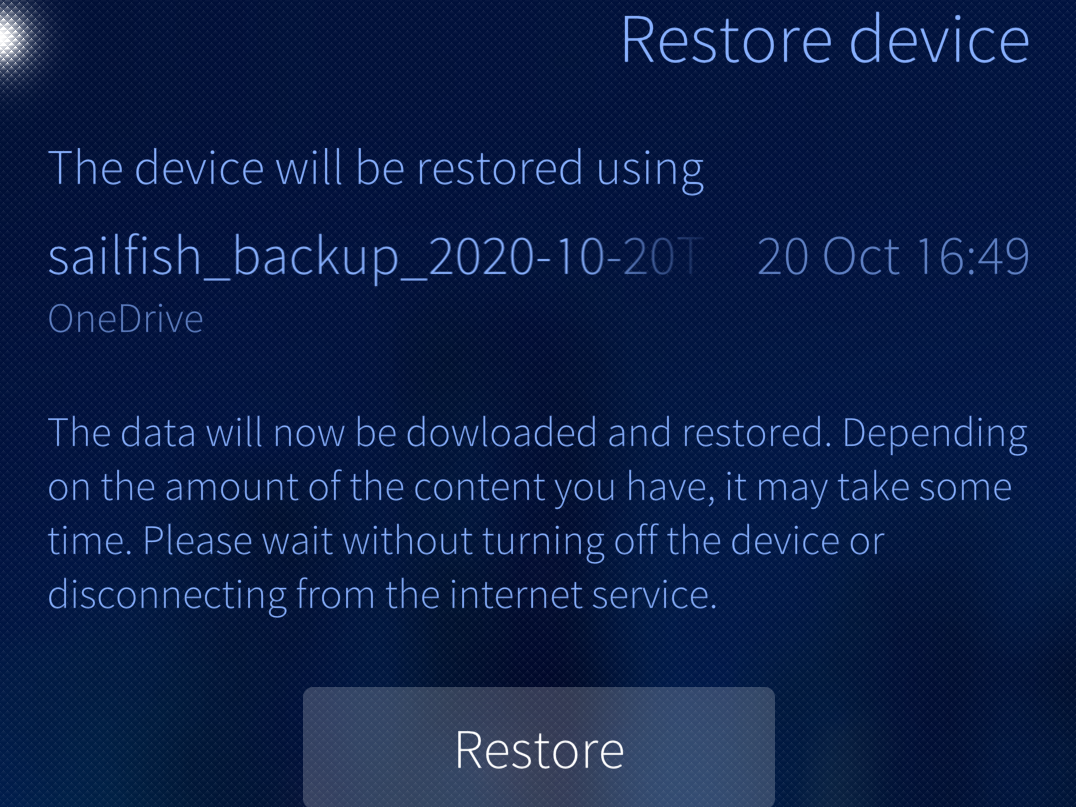 Restore device
The device will be restored using
sailfish_backup_2020-10-20T 20 Oct 16:49
OneDrive
The data will now be dowloaded and restored. Depending
on the amount of the content you have, it may take some
time. Please wait without turning off the device or
disconnecting from the internet service.
Restore